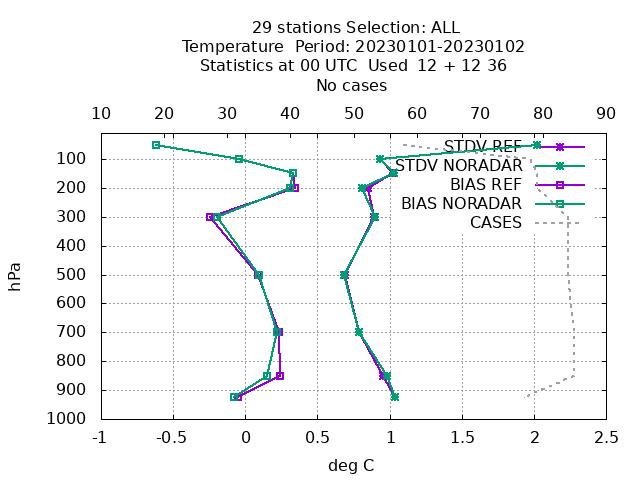 29 stations Selection: ALL
Temperature  Period: 20230101-20230102
Statistics at 00 UTC  Used  12 + 12 36
No cases
10 20 30 40 50 60 70 80 90
STDV REF
STDV NORADAR
BIAS REF
BIAS NORADAR
CASES
hPa
100
200
300
400
500
600
700
800
900
1000
-1 -0.5 0 0.5 1 1.5 2 2.5
deg C